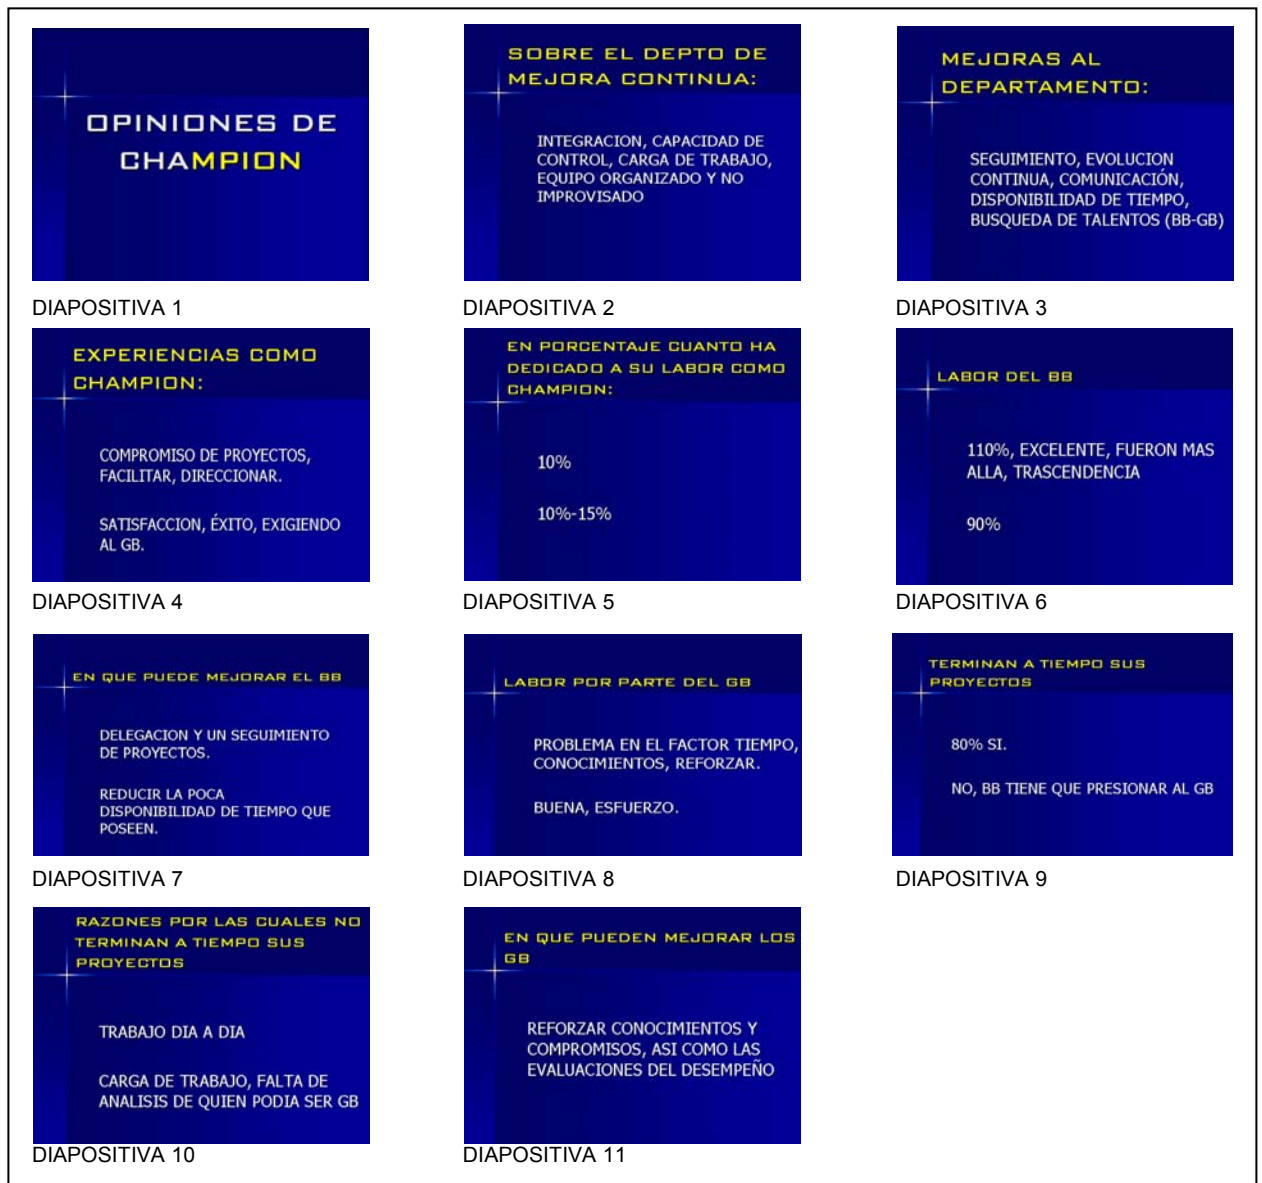 OPINIONES DE
CHAMPION
DIAPOSITIVA 1
SOBRE EL DEPTO DE
MEJORA CONTINUA:
INTEGRACION, CAPACIDAD DE
CONTROL, CARGA DE TRABAJO,
EQUIPO ORGANIZADO Y NO
IMPROVISADO
DIAPOSITIVA 2
MEJORAS AL
DEPARTAMENTO:
SEGUIMIENTO, EVOLUCION
CONTINUA, COMUNICACIÓN,
DISPONIBILIDAD DE TIEMPO,
BUSQUEDA DE TALENTOS (BB-GB)
DIAPOSITIVA 3
EXPERIENCIAS COMO
CHAMPION:
COMPROMISO DE PROYECTOS,
FACILITAR, DIRECCIONAR.
SATISFACCION, ÉXITO, EXIGIENDO
AL GB.
DIAPOSITIVA 4
EN PORCENTAJE CUANTO HA
DEDICADO A SU LABOR COMO
CHAMPION:
10%
10%-15%
DIAPOSITIVA 5
LABOR DEL BB
110%, EXCELENTE, FUERON MAS
ALLA, TRASCENDENCIA
90%
DIAPOSITIVA 6
EN QUE PUEDE MEJORAR EL BB
DELEGACION Y UN SEGUIMIENTO
DE PROYECTOS.
REDUCIR LA POCA
DISPONIBILIDAD DE TIEMPO QUE
POSEEN.
DIAPOSITIVA 7
LABOR POR PARTE DEL GB
PROBLEMA EN EL FACTOR TIEMPO,
CONOCIMIENTOS, REFORZAR.
BUENA, ESFUERZO.
DIAPOSITIVA 8
TERMINAN A TIEMPO SUS
PROYECTOS
80% SI.
NO, BB TIENE QUE PRESIONAR AL GB
DIAPOSITIVA 9
RAZONES POR LAS CUALES NO
TERMINAN A TIEMPO SUS
PROYECTOS
TRABAJO DIA A DIA
CARGA DE TRABAJO, FALTA DE
ANALISIS DE QUIEN PODIA SER GB
DIAPOSITIVA 10
EN QUE PUEDEN MEJORAR LOS
GB
REFORZAR CONOCIMIENTOS Y
COMPROMISOS, ASI COMO LAS
EVALUACIONES DEL DESEMPEÑO
DIAPOSITIVA 11